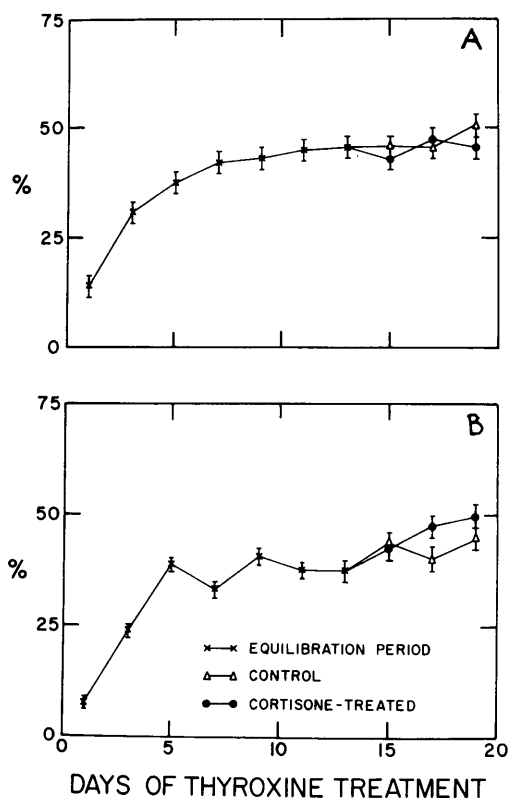 75
A
50
%
25
0
75
B
50
%
25
EQUILIBRATION PERIOD
CONTROL
CORTISONE-TREATED
0
0 5 10 15 20
DAYS OF THYROXINE TREATMENT